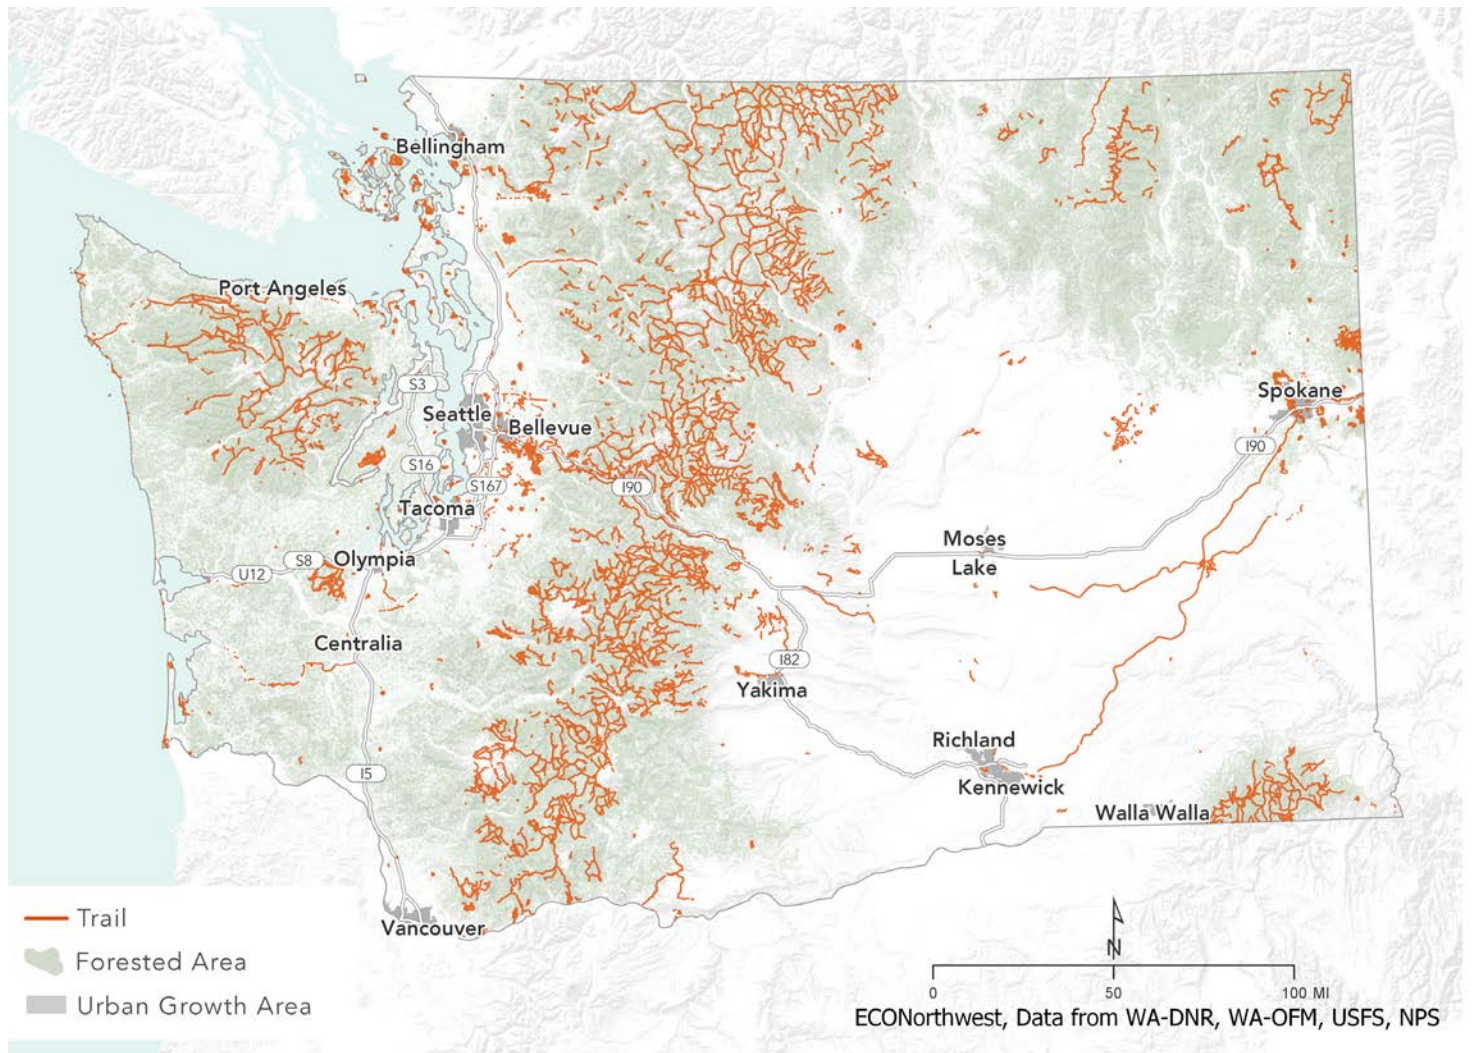 Bellingham
Port Angeles
S3
Seattle
Bellevue
Spokane
I90
S16
S167
I90
Tacoma
Moses
Lake
Olympia
S8
U12
Centralia
I82
Yakima
Richland
Kennewick
I5
Walla Walla
Vancouver
Trail
Forested Area
Urban Growth Area
N
0 50 100 MI
ECONorthwest, Data from WA-DNR, WA-OFM, USFS, NPS